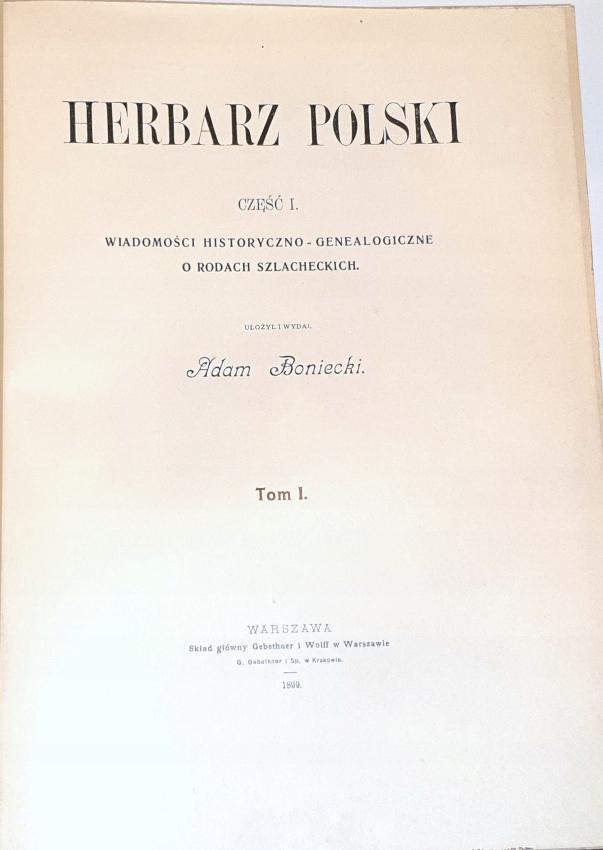 HERBARZ POLSKI
CZĘŚĆ I.
WIADOMOŚCI HISTORYCZNO-GENEALOGICZNE
O RODACH SZLACHECKICH.
UŁOŻYŁ I WYDAŁ
Adam Boniecki.
Tom I.
WARSZAWA
Skład główny Gebethner i Wolff w Warszawie
G. Gebethner i Sp. w Krakowie.
1899.